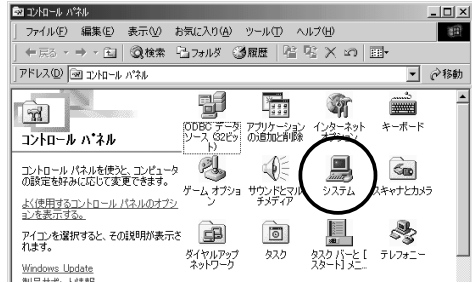 コントロール パネル
ファイル(F) 編集(E) 表示(V) お気に入り(A) ツール(T) ヘルプ(H)
戻る 検索 フォルダ 履歴
アドレス(D) コントロール パネル 移動
コントロール パネル
コントロール パネルを使うと、コンピュータ
の設定を好みに応じて変更できます。
よく使用するコントロール パネルのオプシ
ョンを表示する。
アイコンを選択すると、その説明が表示さ
れます。
Windows Update
ODBC データ
ソース (32ビッ
ト)
アプリケーション
の追加と削除
インターネット
オプション
キーボード
ゲーム オプショ
ン
サウンドとマル
チメディア
システム
スキャナとカメラ
ダイヤルアップ
ネットワーク
タスク
タスク バーと [
スタート] メニ...
テレフォニー